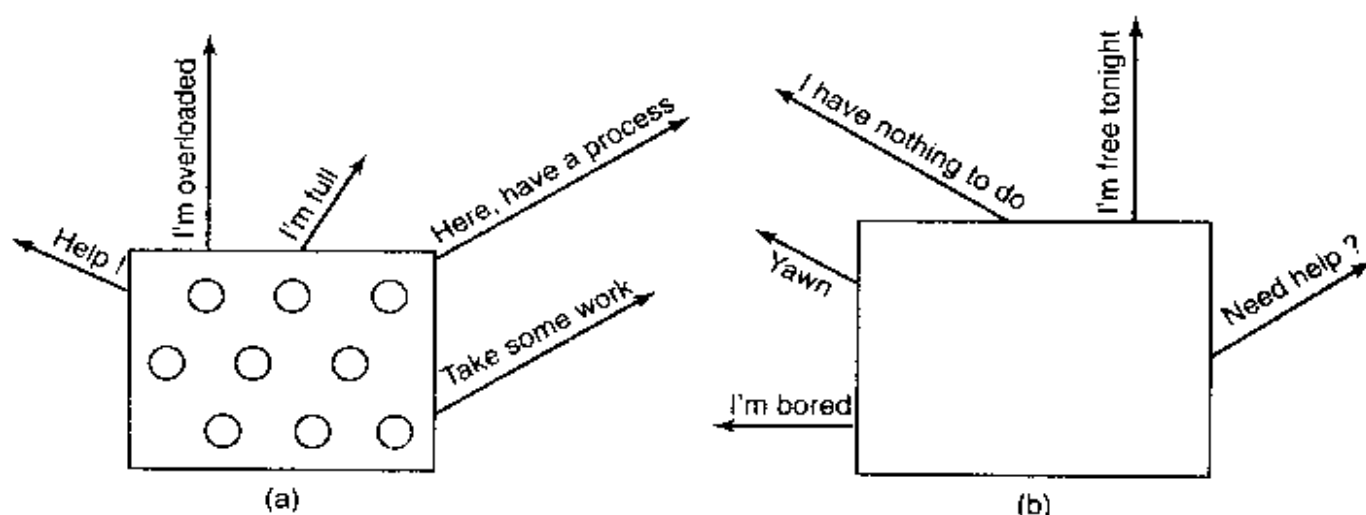 Help !
I'm overloaded
I'm full
Here, have a process
Take some work
(a)
I have nothing to do
I'm free tonight
Yawn
Need help ?
I'm bored
(b)